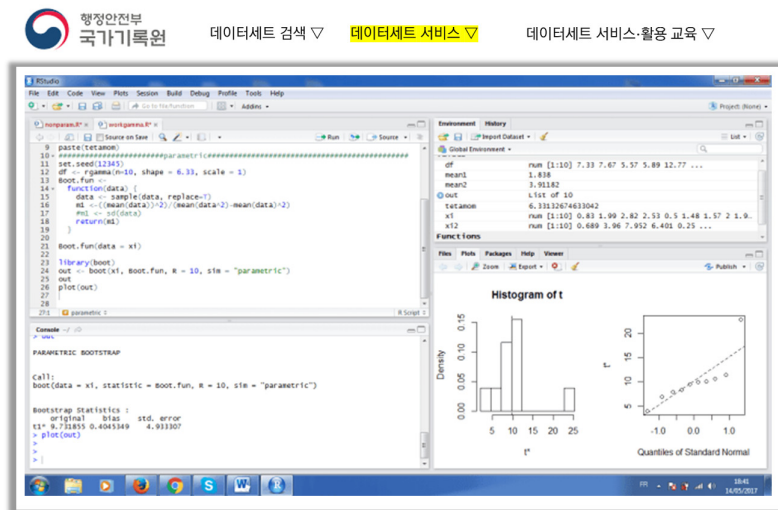 행정안전부
국가기록원
데이터세트 검색 ▽ 데이터세트 서비스 ▽ 데이터세트 서비스·활용 교육 ▽
RStudio
File Edit Code View Plots Session Build Debug Profile Tools Help
Go to file/function Addins
Project: (None)
nonparam.R* workgamma.R*
Source on Save Run Source
9 paste(tetamom)
10 #########################parametric################################################
11 set.seed(12345)
12 df <- rgamma(n=10, shape = 6.33, scale = 1)
13 Boot.fun <-
14 function(data) {
15 data <- sample(data, replace=T)
16 m1 <-((mean(data))^2)/(mean(data^2)-mean(data)^2)
17 #m1 <- sd(data)
18 return(m1)
19 }
20
21 Boot.fun(data = xi)
22
23 library(boot)
24 out <- boot(xi, Boot.fun, R = 10, sim = "parametric")
25 out
26 plot(out)
27
28
27:1 parametric R Script
Console ~/
> out
PARAMETRIC BOOTSTRAP
Call:
boot(data = xi, statistic = Boot.fun, R = 10, sim = "parametric")
Bootstrap Statistics :
original bias std. error
t1* 9.731855 0.4045349 4.933307
> plot(out)
>
>
>
Environment History
Import Dataset List
Global Environment
df num [1:10] 7.33 7.67 5.57 5.89 12.77 ...
mean1 1.838
mean2 3.91182
out List of 10
tetamom 6.33132674633042
xi num [1:10] 0.83 1.99 2.82 2.53 0.5 1.48 1.57 2 1.9…
xi2 num [1:10] 0.689 3.96 7.952 6.401 0.25 ...
Functions
Files Plots Packages Help Viewer
Zoom Export Publish
Histogram of t
Density
0.00 0.05 0.10 0.15
5 10 15 20 25
t*
t*
5 10 15 20
-1.0 0.0 1.0
Quantiles of Standard Normal
FR
18:41
14/05/2017